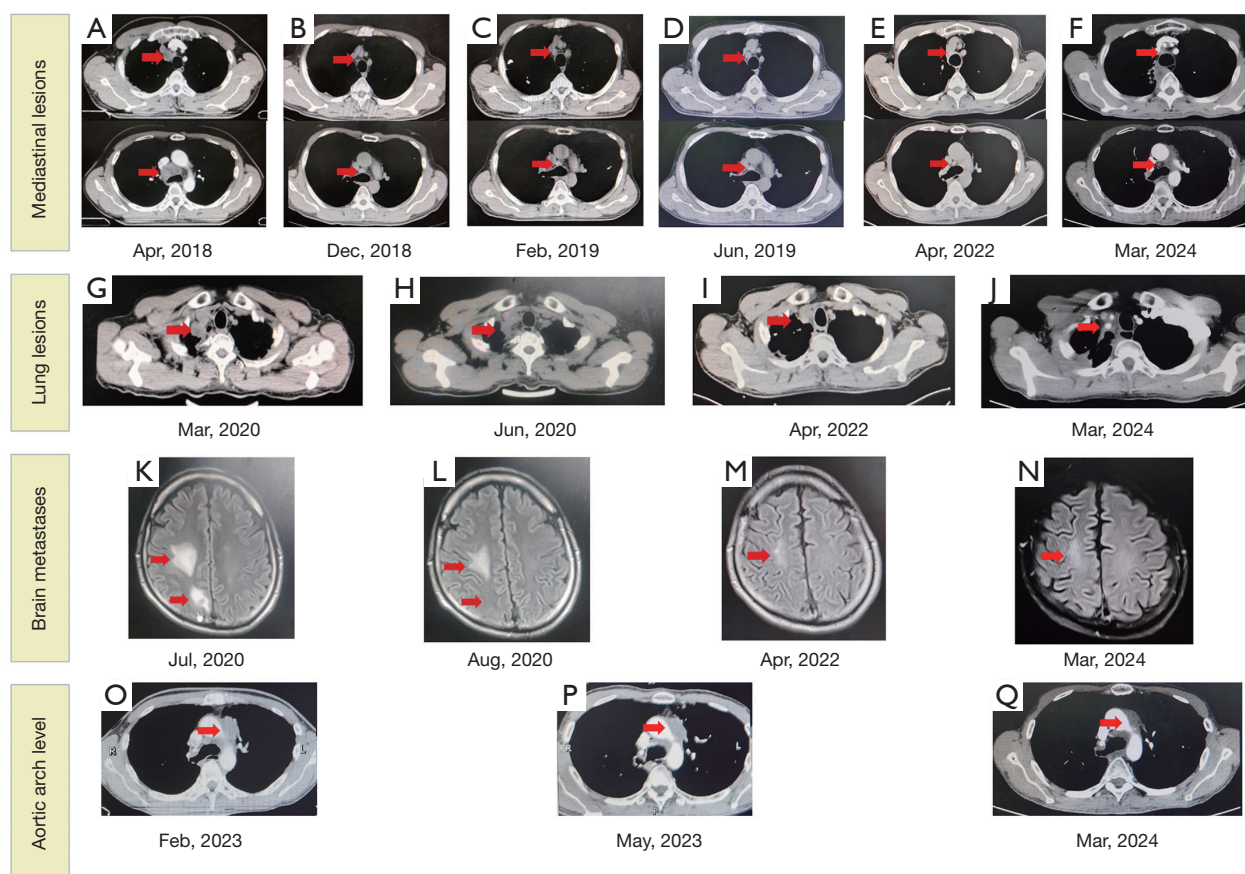 Mediastinal lesions
A B C D E F
Apr, 2018 Dec, 2018 Feb, 2019 Jun, 2019 Apr, 2022 Mar, 2024
Lung lesions
G H I J
Mar, 2020 Jun, 2020 Apr, 2022 Mar, 2024
Brain metastases
K L M N
Jul, 2020 Aug, 2020 Apr, 2022 Mar, 2024
Aortic arch level
O P Q
R L R L P
Feb, 2023 May, 2023 Mar, 2024